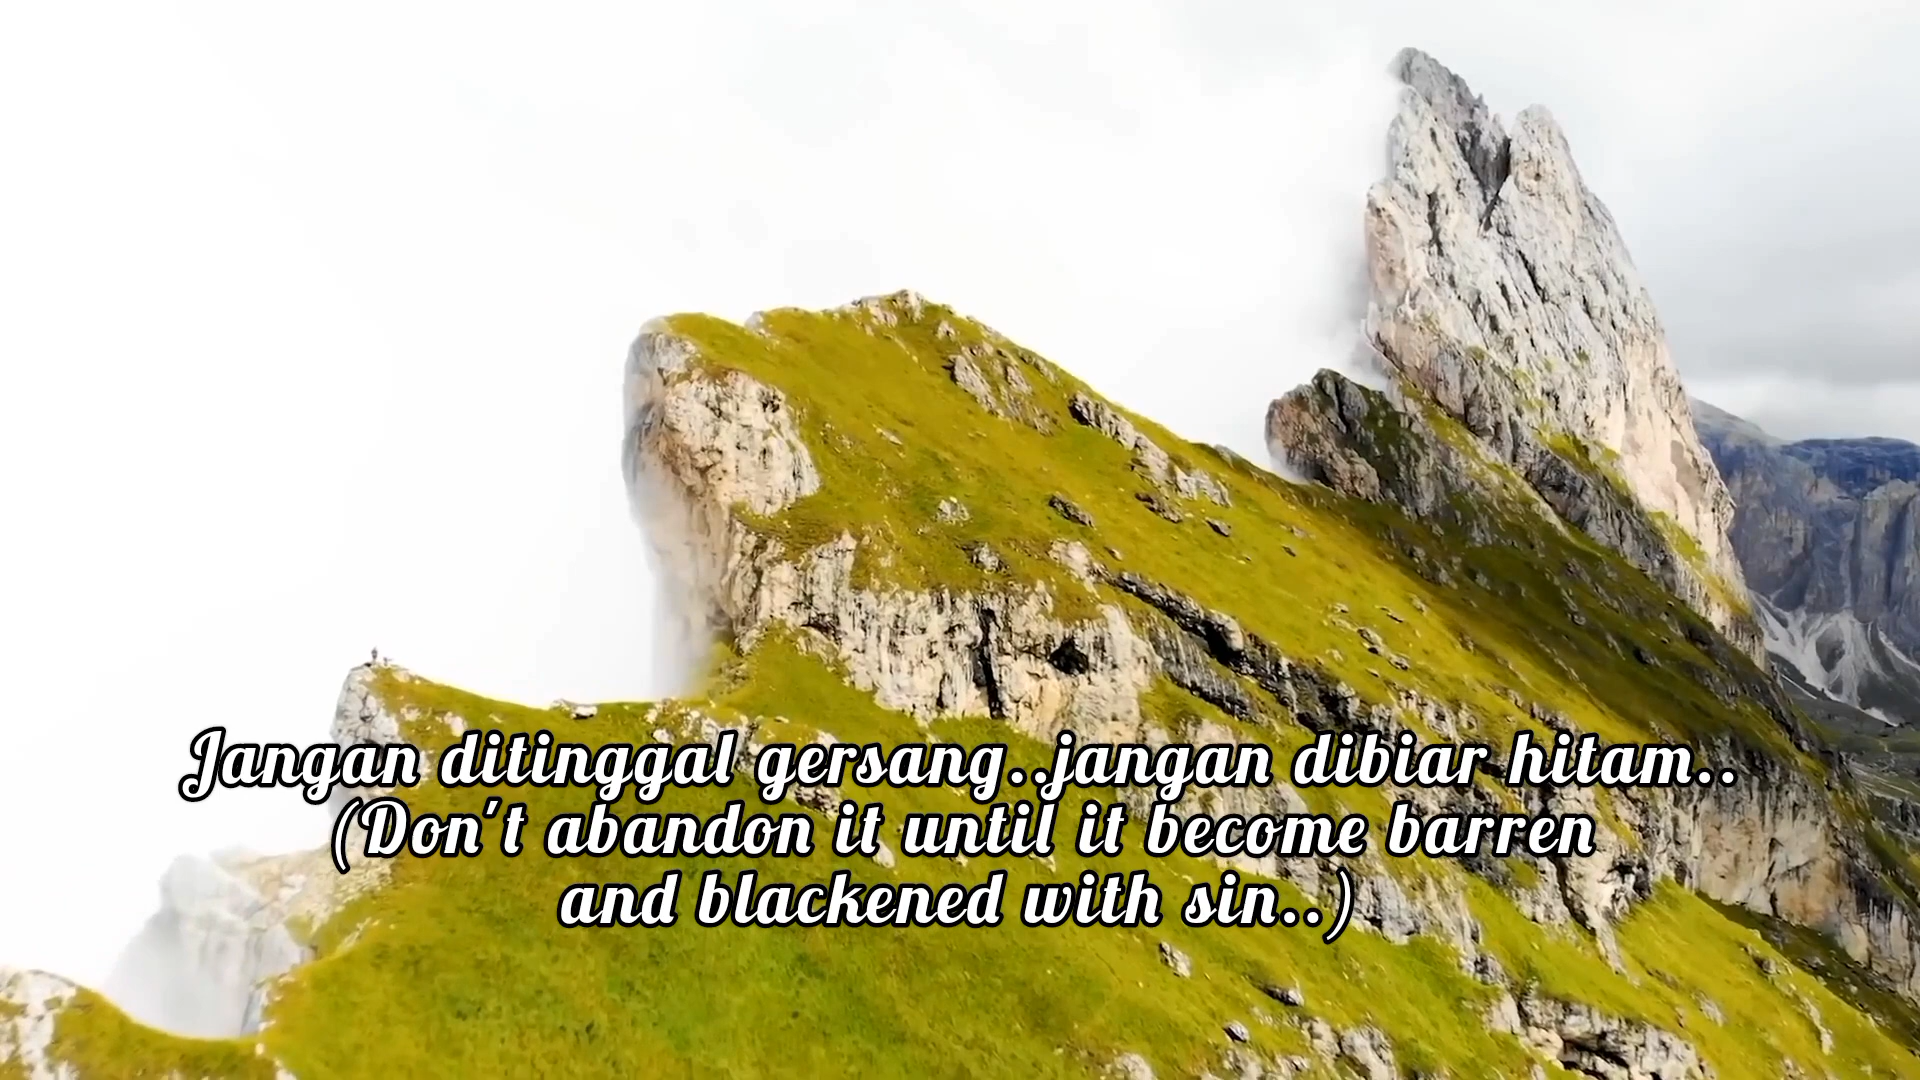 Jangan ditinggal gersang..jangan dibiar hitam..
(Don't abandon it until it become barren
and blackened with sin..)